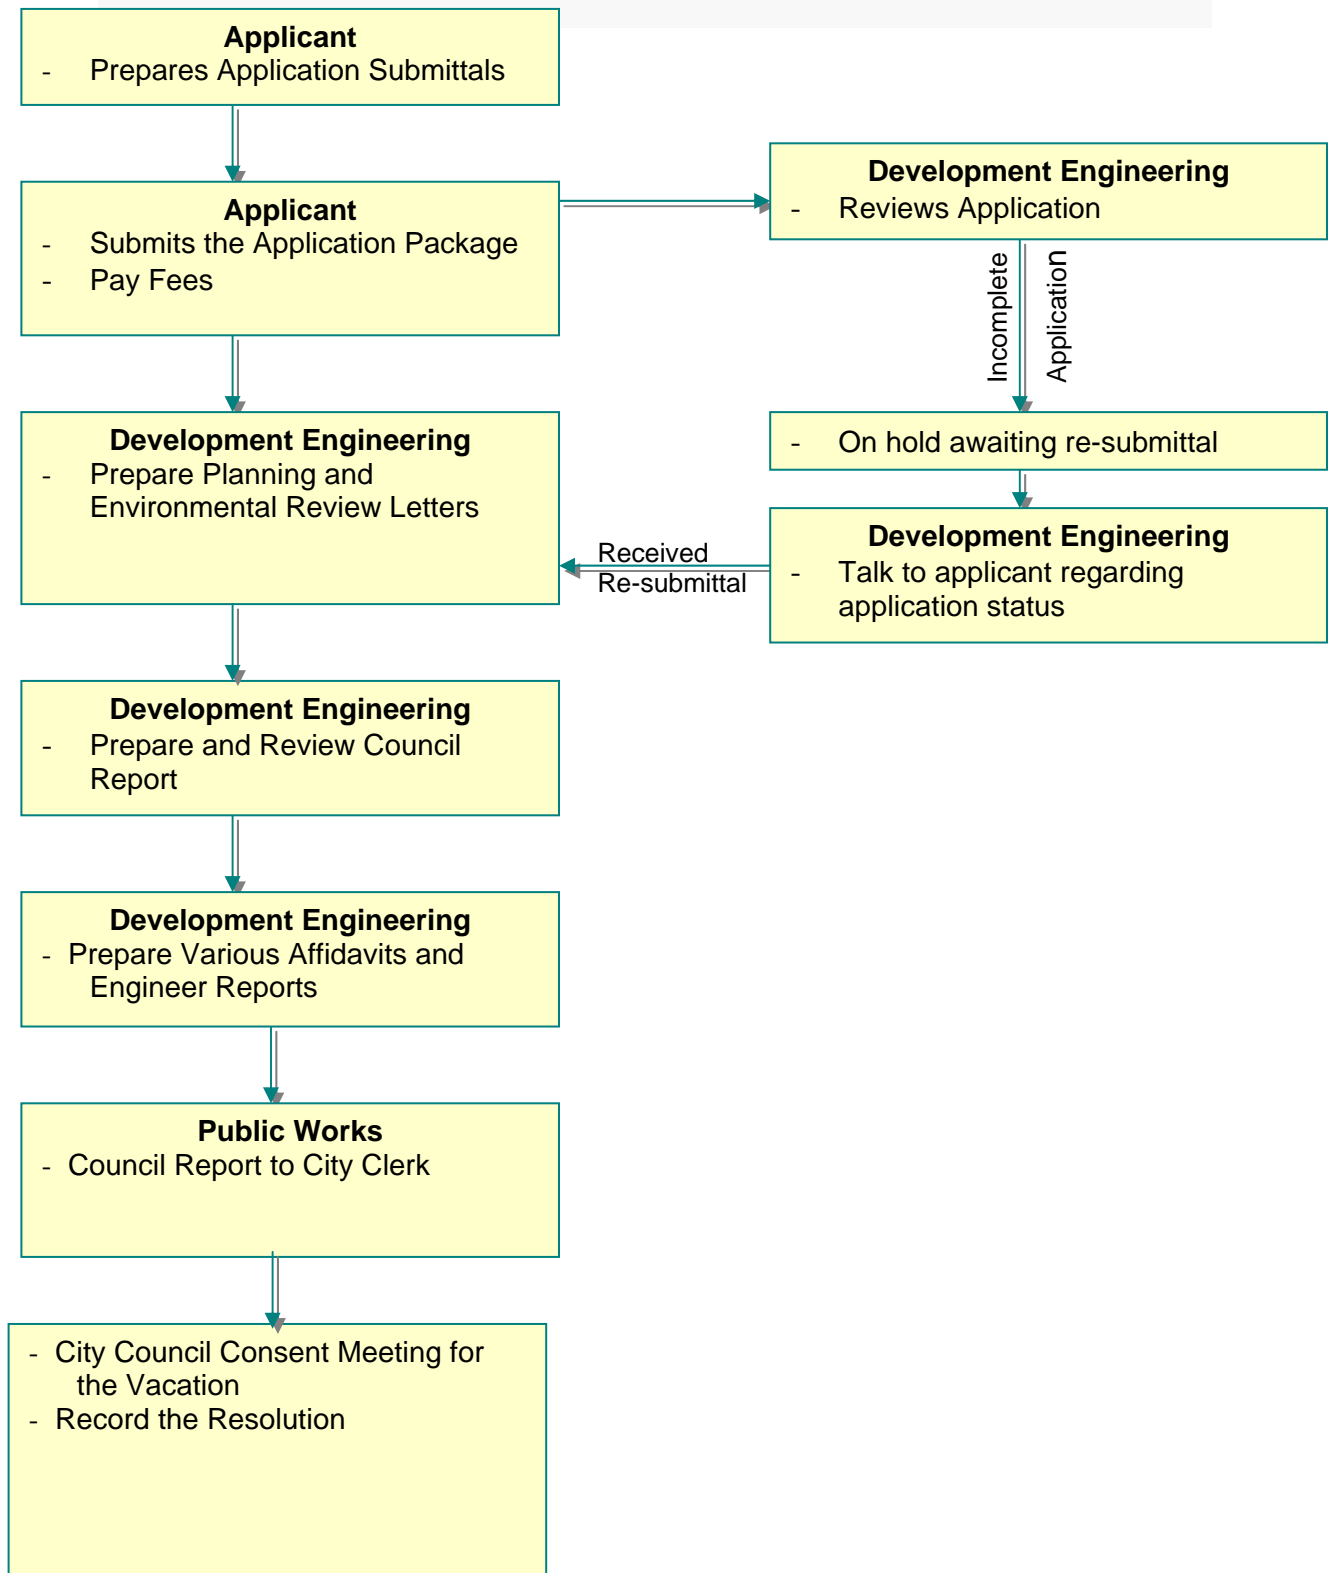 Applicant
- Prepares Application Submittals
Applicant
- Submits the Application Package
- Pay Fees
Development Engineering
- Reviews Application
Incomplete
Application
- On hold awaiting re-submittal
Development Engineering
- Talk to applicant regarding
application status
Received
Re-submittal
Development Engineering
- Prepare Planning and
Environmental Review Letters
Development Engineering
- Prepare and Review Council
Report
Development Engineering
- Prepare Various Affidavits and
Engineer Reports
Public Works
- Council Report to City Clerk
- City Council Consent Meeting for
the Vacation
- Record the Resolution